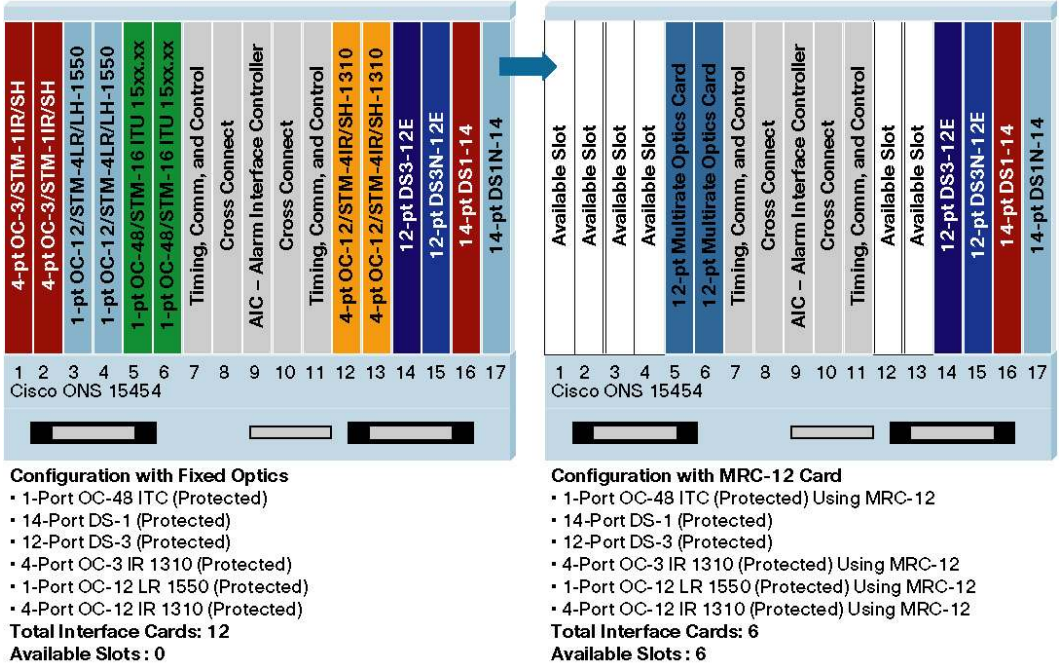 4-pt OC-3/STM-1IR/SH
4-pt OC-3/STM-1IR/SH
1-pt OC-12/STM-4LR/LH-1550
1-pt OC-12/STM-4LR/LH-1550
1-pt OC-48/STM-16 ITU 15xx.xx
1-pt OC-48/STM-16 ITU 15xx.xx
Timing, Comm, and Control
Cross Connect
AIC – Alarm Interface Controller
Cross Connect
Timing, Comm, and Control
4-pt OC-12/STM-4IR/SH-1310
4-pt OC-12/STM-4IR/SH-1310
12-pt DS3-12E
12-pt DS3N-12E
14-pt DS1-14
14-pt DS1N-14
1 2 3 4 5 6 7 8 9 10 11 12 13 14 15 16 17
Cisco ONS 15454
Configuration with Fixed Optics
▪ 1-Port OC-48 ITC (Protected)
▪ 14-Port DS-1 (Protected)
▪ 12-Port DS-3 (Protected)
▪ 4-Port OC-3 IR 1310 (Protected)
▪ 1-Port OC-12 LR 1550 (Protected)
▪ 4-Port OC-12 IR 1310 (Protected)
Total Interface Cards: 12
Available Slots: 0
Available Slot
Available Slot
Available Slot
Available Slot
12-pt Multirate Optics Card
12-pt Multirate Optics Card
Timing, Comm, and Control
Cross Connect
AIC – Alarm Interface Controller
Cross Connect
Timing, Comm, and Control
Available Slot
Available Slot
12-pt DS3-12E
12-pt DS3N-12E
14-pt DS1-14
14-pt DS1N-14
1 2 3 4 5 6 7 8 9 10 11 12 13 14 15 16 17
Cisco ONS 15454
Configuration with MRC-12 Card
▪ 1-Port OC-48 ITC (Protected) Using MRC-12
▪ 14-Port DS-1 (Protected)
▪ 12-Port DS-3 (Protected)
▪ 4-Port OC-3 IR 1310 (Protected) Using MRC-12
▪ 1-Port OC-12 LR 1550 (Protected) Using MRC-12
▪ 4-Port OC-12 IR 1310 (Protected) Using MRC-12
Total Interface Cards: 6
Available Slots: 6